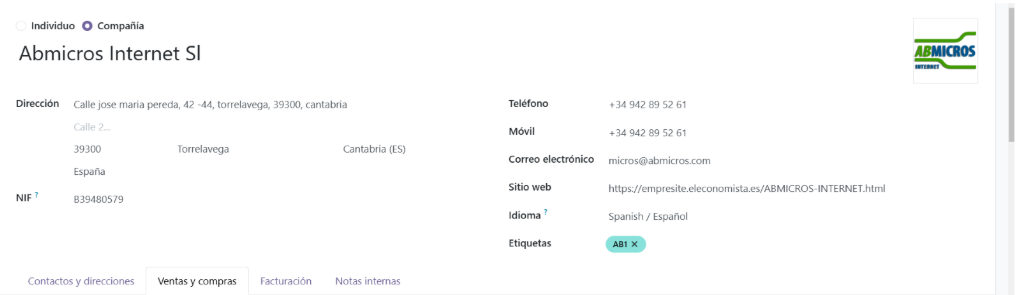 Individuo Compañía
Abmicros Internet Sl
ABMICROS
INTERNET
Dirección Calle jose maria pereda, 42 -44, torrelavega, 39300, cantabria
Calle 2...
39300 Torrelavega Cantabria (ES)
España
NIF ? B39480579
Teléfono +34 942 89 52 61
Móvil +34 942 89 52 61
Correo electrónico micros@abmicros.com
Sitio web https://empresite.eleconomista.es/ABMICROS-INTERNET.html
Idioma ? Spanish / Español
Etiquetas AB1 ×
Contactos y direcciones Ventas y compras Facturación Notas internas